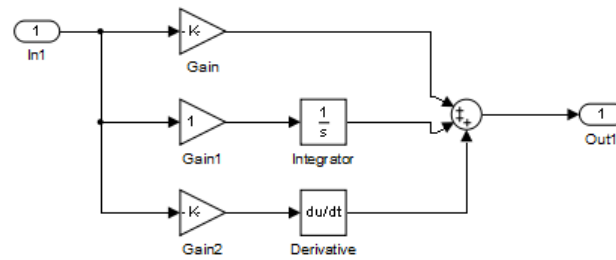 1
In1
-K-
Gain
1
Gain1
1
s
Integrator
-K-
Gain2
du/dt
Derivative
+
+
+
1
Out1